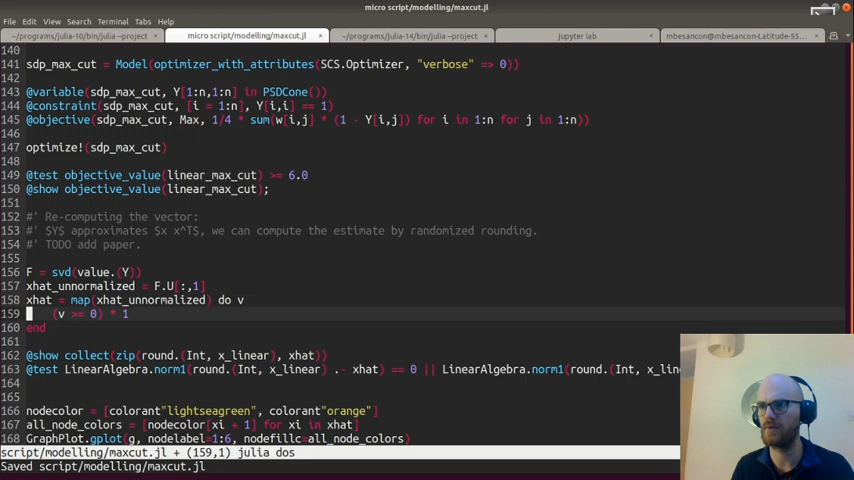 micro script/modelling/maxcut.jl
File Edit View Search Terminal Tabs Help
~/programs/julia-10/bin/julia –project × micro script/modelling/maxcut.jl × ~/programs/julia-14/bin/julia –project × jupyter lab × mbesancon@mbesancon-Latitude-55... ×
140
141 sdp_max_cut = Model(optimizer_with_attributes(SCS.Optimizer, "verbose" => 0))
142
143 @variable(sdp_max_cut, Y[1:n,1:n] in PSDCone())
144 @constraint(sdp_max_cut, [i = 1:n], Y[i,i] == 1)
145 @objective(sdp_max_cut, Max, 1/4 * sum(w[i,j] * (1 - Y[i,j]) for i in 1:n for j in 1:n))
146
147 optimize!(sdp_max_cut)
148
149 @test objective_value(linear_max_cut) >= 6.0
150 @show objective_value(linear_max_cut);
151
152 #' Re-computing the vector:
153 #' $Y$ approximates $x x^T$, we can compute the estimate by randomized rounding.
154 #' TODO add paper.
155
156 F = svd(value.(Y))
157 xhat_unnormalized = F.U[:,1]
158 xhat = map(xhat_unnormalized) do v
159 (v >= 0) * 1
160 end
161
162 @show collect(zip(round.(Int, x_linear), xhat))
163 @test LinearAlgebra.norm1(round.(Int, x_linear) .- xhat) == 0 || LinearAlgebra.norm1(round.(Int, x_line
164
165
166 nodecolor = [colorant"lightseagreen", colorant"orange"]
167 all_node_colors = [nodecolor[xi + 1] for xi in xhat]
168 GraphPlot.gplot(g, nodelabel=1:6, nodefillc=all_node_colors)
script/modelling/maxcut.jl + (159,1) julia dos
Saved script/modelling/maxcut.jl